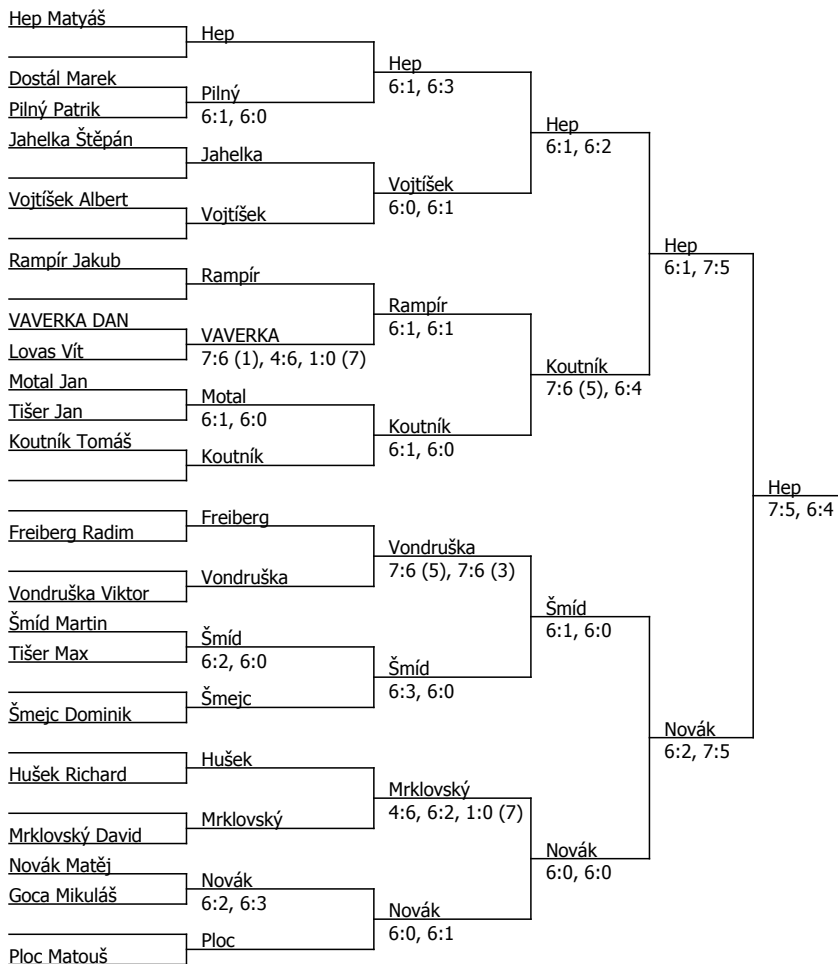 Hep Matyáš
Hep
Dostál Marek
Pilný Patrik
Pilný
6:1, 6:0
Hep
6:1, 6:3
Jahelka Štěpán
Jahelka
Vojtíšek Albert
Vojtíšek
Vojtíšek
6:0, 6:1
Hep
6:1, 6:2
Rampír Jakub
Rampír
VAVERKA DAN
Lovas Vít
VAVERKA
7:6 (1), 4:6, 1:0 (7)
Rampír
6:1, 6:1
Motal Jan
Tišer Jan
Motal
6:1, 6:0
Koutník Tomáš
Koutník
Koutník
6:1, 6:0
Koutník
7:6 (5), 6:4
Hep
6:1, 7:5
Freiberg Radim
Freiberg
Vondruška Viktor
Vondruška
Vondruška
7:6 (5), 7:6 (3)
Šmíd Martin
Tišer Max
Šmíd
6:2, 6:0
Šmejc Dominik
Šmejc
Šmíd
6:3, 6:0
Šmíd
6:1, 6:0
Hušek Richard
Hušek
Mrklovský David
Mrklovský
Mrklovský
4:6, 6:2, 1:0 (7)
Novák Matěj
Goca Mikuláš
Novák
6:2, 6:3
Ploc Matouš
Ploc
Novák
6:0, 6:1
Novák
6:0, 6:0
Novák
6:2, 7:5
Hep
7:5, 6:4